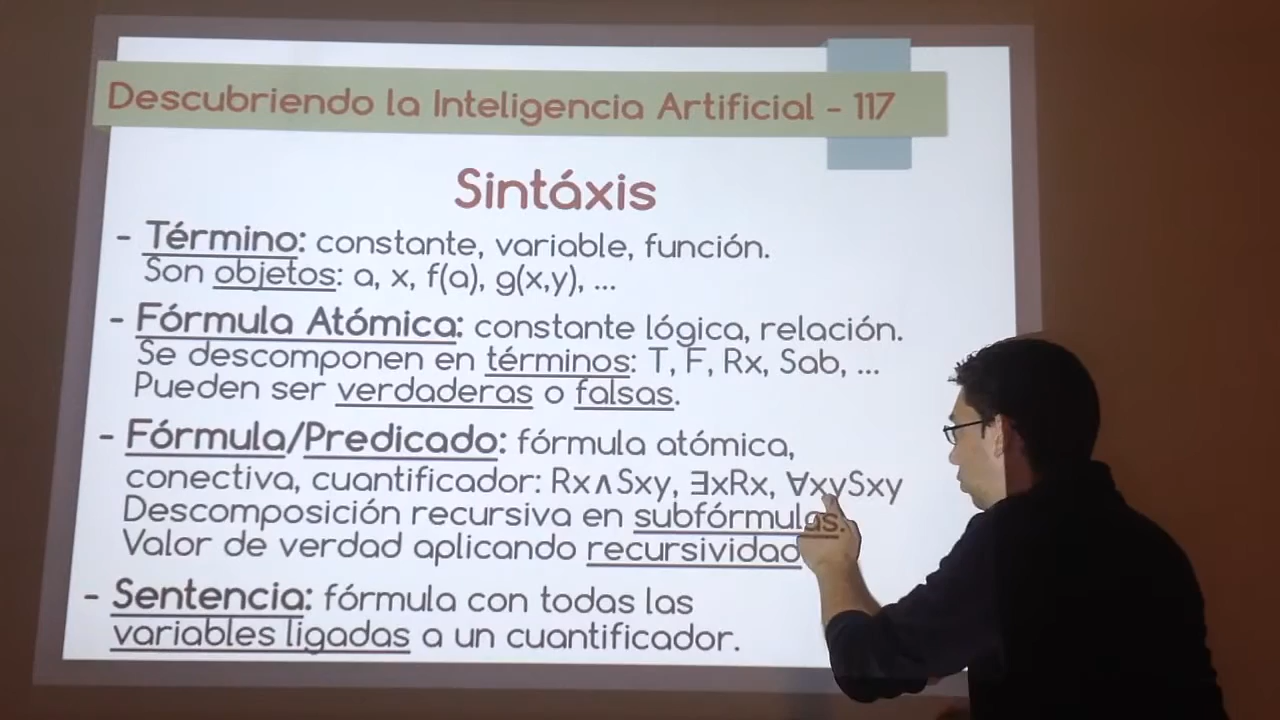 Descubriendo la Inteligencia Artificial - 117
Sintáxis
- Término: constante, variable, función.
Son objetos: a, x, f(a), g(x,y), ...
- Fórmula Atómica: constante lógica, relación.
Se descomponen en términos: T, F, Rx, Sab, ...
Pueden ser verdaderas o falsas.
- Fórmula/Predicado: fórmula atómica,
conectiva, cuantificador: Rx∧Sxy, ∃xRx, ∀xySxy
Descomposición recursiva en subfórmulas.
Valor de verdad aplicando recursividad
- Sentencia: fórmula con todas las
variables ligadas a un cuantificador.